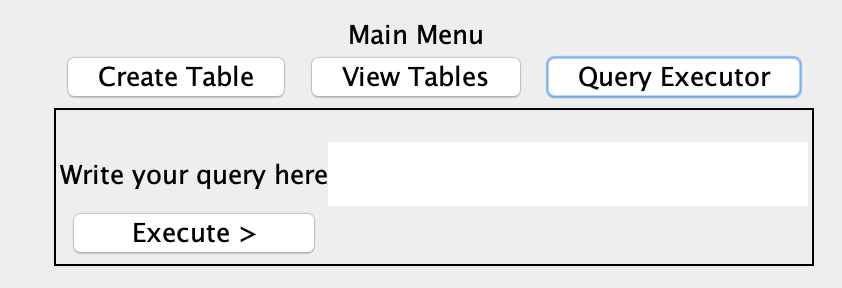 Main Menu
Create Table View Tables Query Executor
Write your query here
Execute >